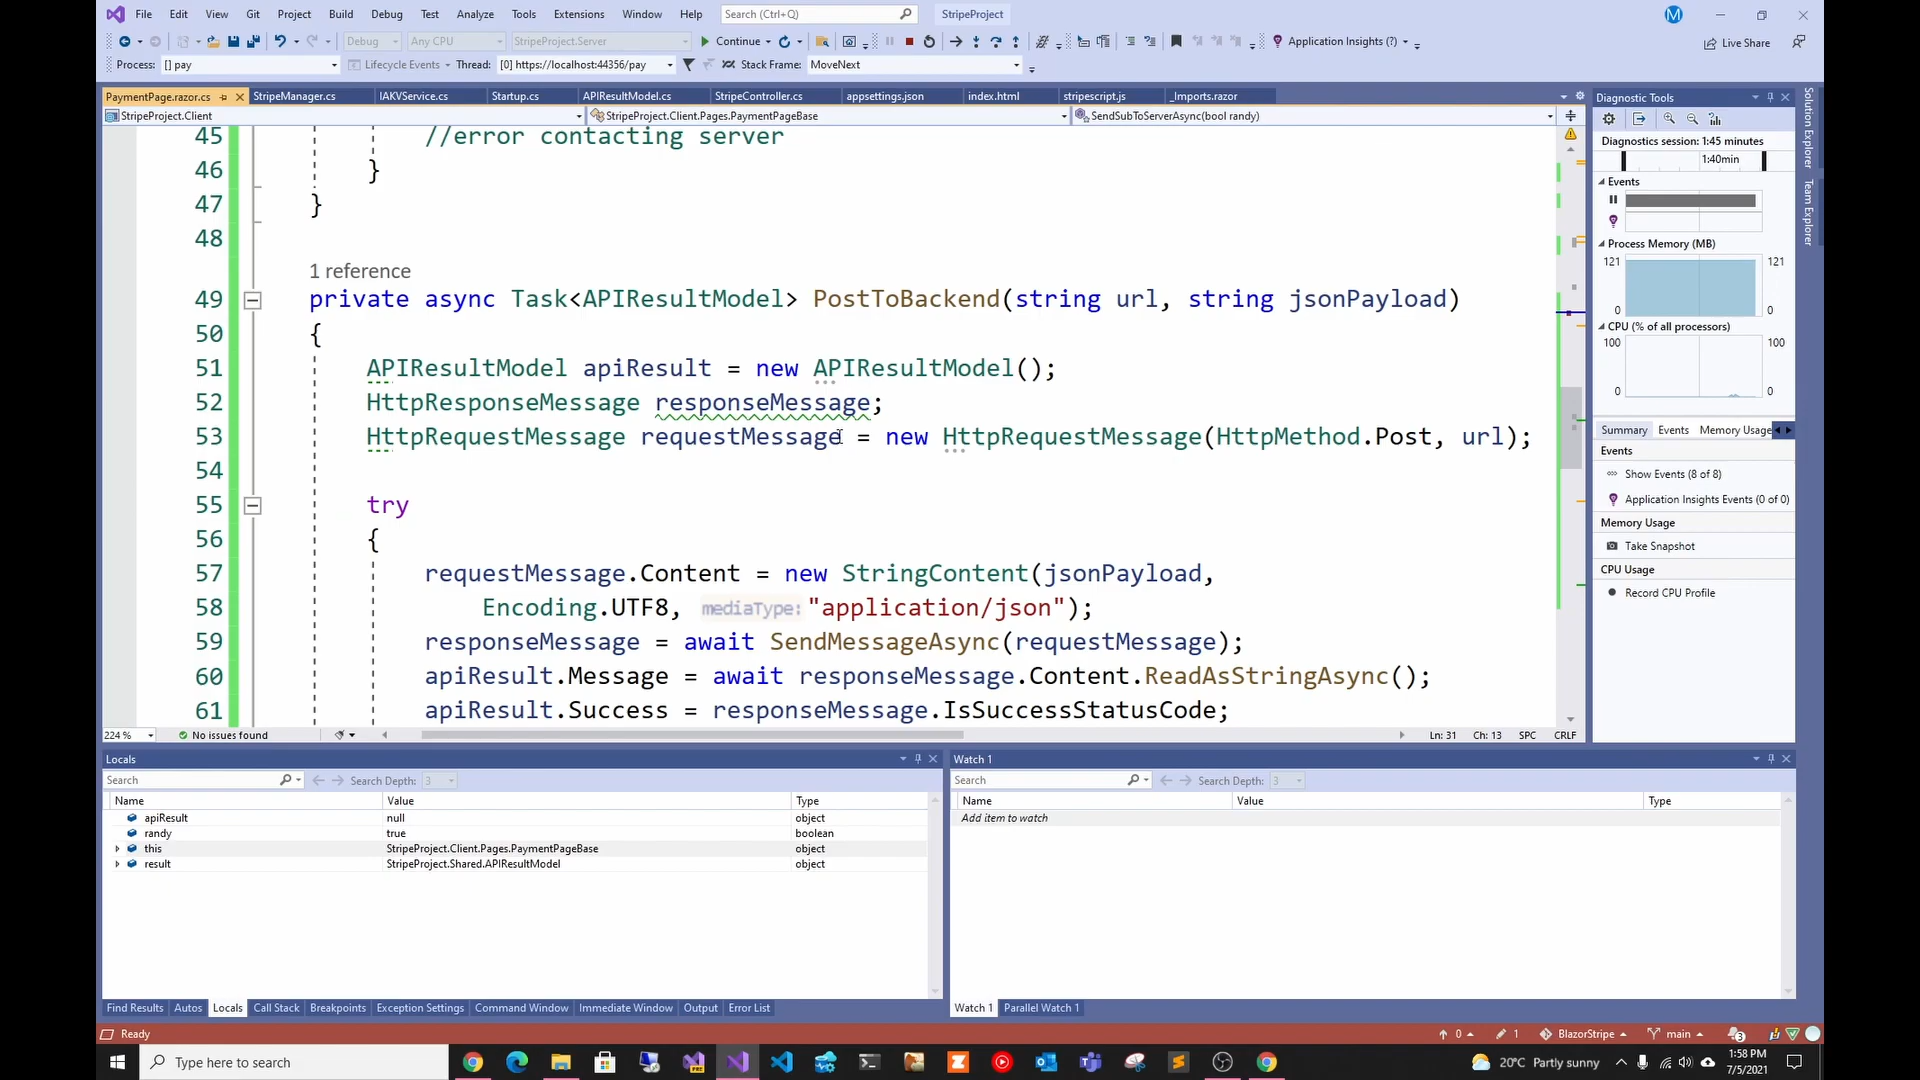 File Edit View Git Project Build Debug Test Analyze Tools Extensions Window Help Search (Ctrl+Q) StripeProject M
Debug Any CPU StripeProject.Server Continue Application Insights (?) Live Share
Process: [] pay Lifecycle Events Thread: [0] https://localhost:44356/pay Stack Frame: MoveNext
PaymentPage.razor.cs StripeManager.cs IAKVService.cs Startup.cs APIResultModel.cs StripeController.cs appsettings.json index.html stripescript.js _Imports.razor
StripeProject.Client StripeProject.Client.Pages.PaymentPageBase SendSubToServerAsync(bool randy)
45 //error contacting server
46 }
47 }
48
1 reference
49 private async Task<APIResultModel> PostToBackend(string url, string jsonPayload)
50 {
51 APIResultModel apiResult = new APIResultModel();
52 HttpResponseMessage responseMessage;
53 HttpRequestMessage requestMessage = new HttpRequestMessage(HttpMethod.Post, url);
54
55 try
56 {
57 requestMessage.Content = new StringContent(jsonPayload,
58 Encoding.UTF8, mediaType: "application/json");
59 responseMessage = await SendMessageAsync(requestMessage);
60 apiResult.Message = await responseMessage.Content.ReadAsStringAsync();
61 apiResult.Success = responseMessage.IsSuccessStatusCode;
224 % No issues found Ln: 31 Ch: 13 SPC CRLF
Diagnostic Tools
Diagnostics session: 1:45 minutes
1:40min
Events
Process Memory (MB)
121 121
0 0
CPU (% of all processors)
100 100
0 0
Summary Events Memory Usage
Events
Show Events (8 of 8)
Application Insights Events (0 of 0)
Memory Usage
Take Snapshot
CPU Usage
Record CPU Profile
Solution Explorer
Team Explorer
Locals
Search Search Depth: 3
Name Value Type
apiResult null object
randy true boolean
this StripeProject.Client.Pages.PaymentPageBase object
result StripeProject.Shared.APIResultModel object
Watch 1
Search Search Depth: 3
Name Value Type
Add item to watch
Find Results Autos Locals Call Stack Breakpoints Exception Settings Command Window Immediate Window Output Error List
Watch 1 Parallel Watch 1
Ready 0 1 BlazorStripe main 3
Type here to search 20°C Partly sunny 1:58 PM
7/5/2021